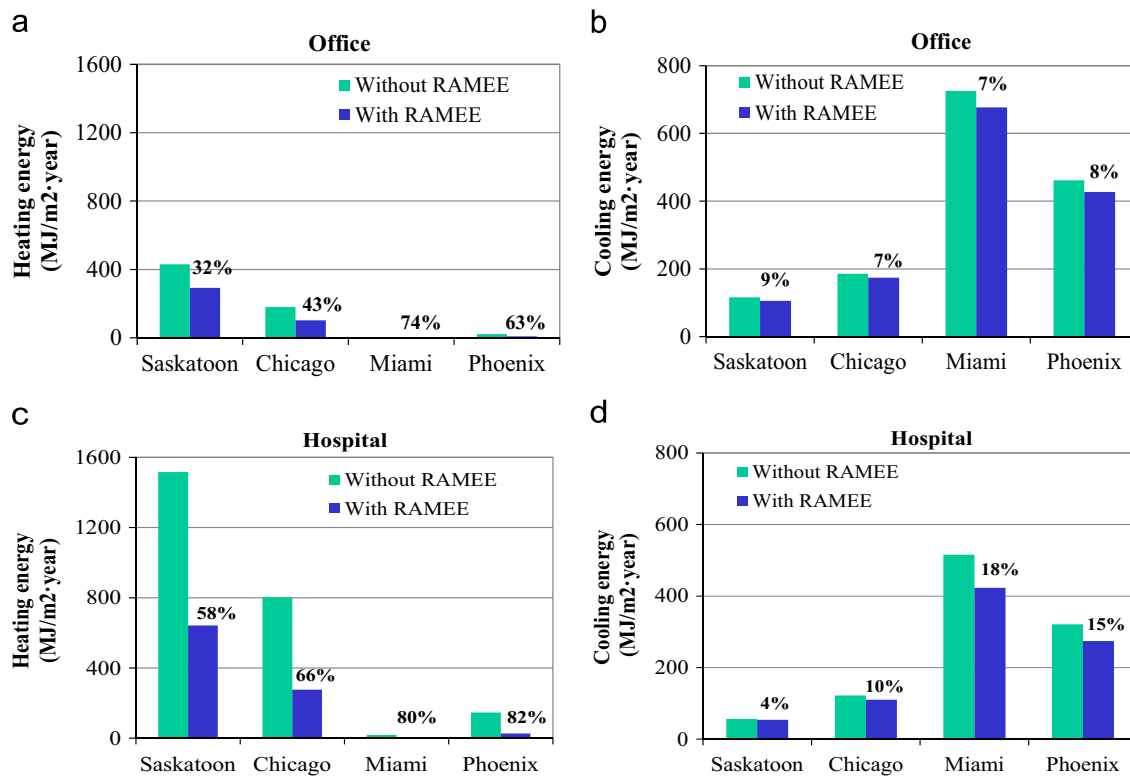 a
Office
1600
1200
800
400
0
Heating energy
(MJ/m2·year)
Without RAMEE
With RAMEE
32%
43%
74%
63%
Saskatoon Chicago Miami Phoenix
b
Office
800
600
400
200
0
Cooling energy
(MJ/m2·year)
Without RAMEE
With RAMEE
9%
7%
7%
8%
Saskatoon Chicago Miami Phoenix
c
Hospital
1600
1200
800
400
0
Heating energy
(MJ/m2·year)
Without RAMEE
With RAMEE
58%
66%
80%
82%
Saskatoon Chicago Miami Phoenix
d
Hospital
800
600
400
200
0
Cooling energy
(MJ/m2·year)
Without RAMEE
With RAMEE
4%
10%
18%
15%
Saskatoon Chicago Miami Phoenix